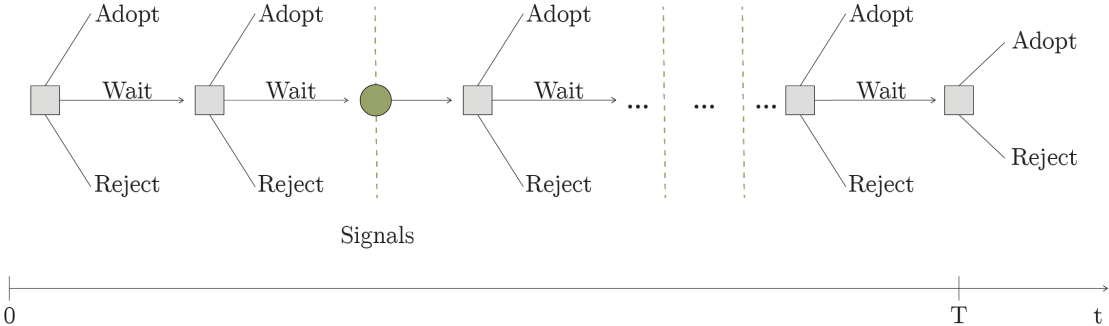 Adopt Adopt Adopt Adopt
Adopt
Wait Wait Wait Wait
... ... ...
Reject
Reject Reject Reject Reject
Signals
0 T t